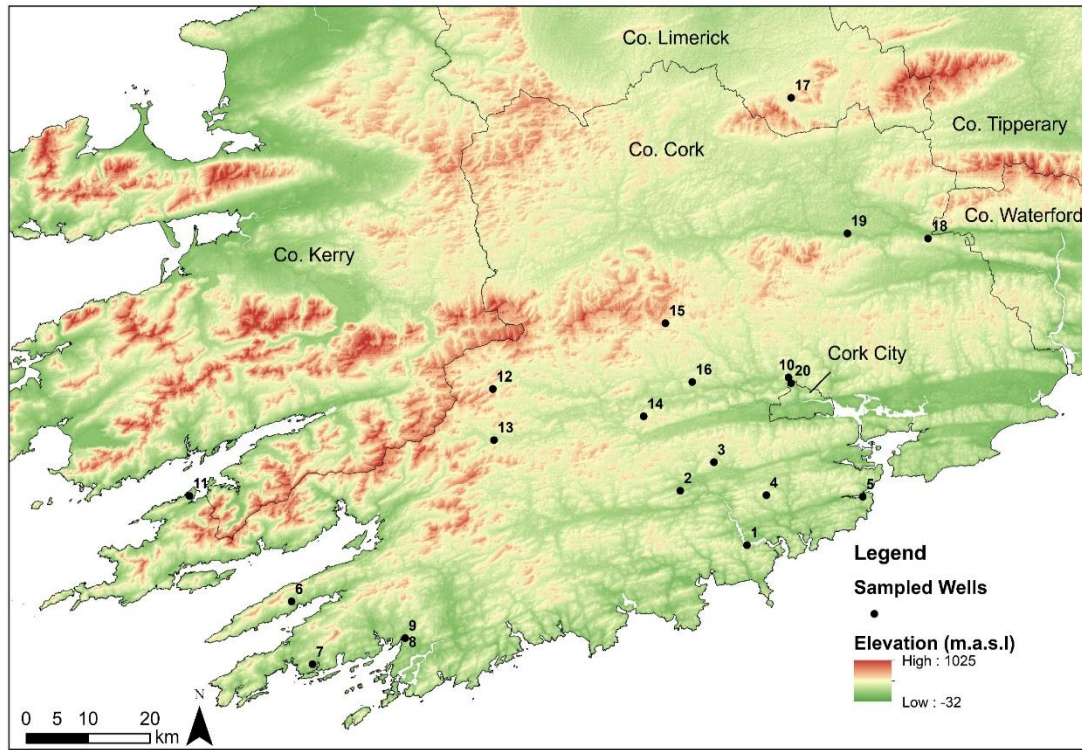 Co. Limerick
17
Co. Tipperary
Co. Cork
Co. Waterford
19
18
Co. Kerry
15
12
16
10
20
Cork City
14
13
3
11
2
4
5
1
6
9
8
7
Legend
Sampled Wells
Elevation (m.a.s.l)
High : 1025
Low : -32
N
0 5 10 20
km